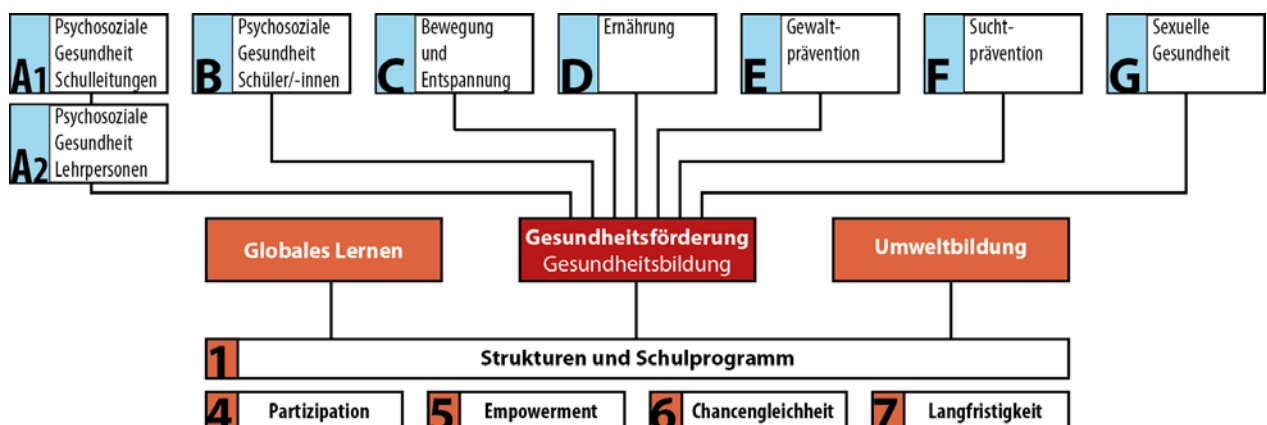 A1
Psychosoziale
Gesundheit
Schulleitungen
A2
Psychosoziale
Gesundheit
Lehrpersonen
B
Psychosoziale
Gesundheit
Schüler/-innen
C
Bewegung
und
Entspannung
D
Ernährung
E
Gewalt-
prävention
F
Sucht-
prävention
G
Sexuelle
Gesundheit
Globales Lernen
Gesundheitsförderung
Gesundheitsbildung
Umweltbildung
1 Strukturen und Schulprogramm
4 Partizipation
5 Empowerment
6 Chancengleichheit
7 Langfristigkeit